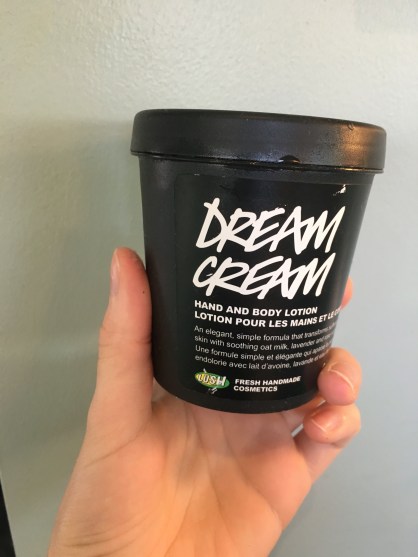 DREAM
CREAM
HAND AND BODY LOTION
LOTION POUR LES MAINS ET LE
An elegant, simple formula that transforms
skin with soothing oat milk, lavender and
Une formule simple et élégante qui
endolorie avec lait d'avoine, lavande et
LUSH
FRESH HANDMADE
COSMETICS